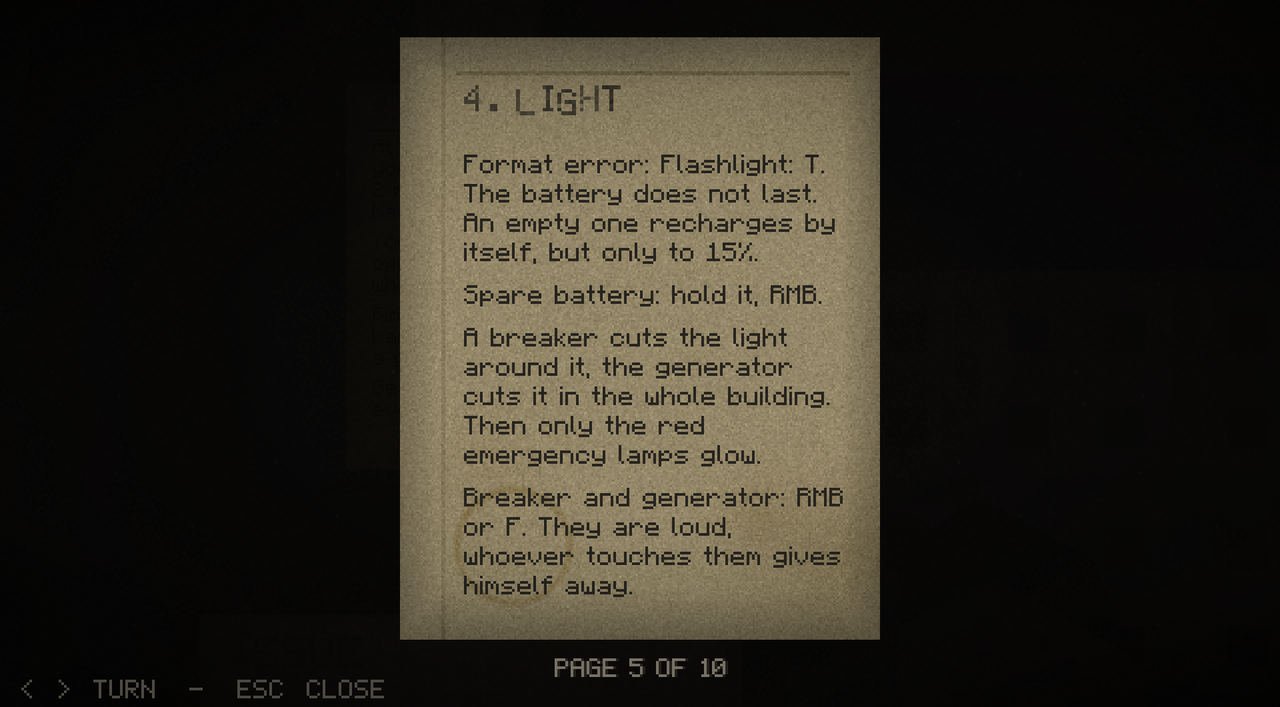 4. LIGHT
Format error: Flashlight: T.
The battery does not last.
An empty one recharges by
itself, but only to 15%.
Spare battery: hold it, RMB.
A breaker cuts the light
around it, the generator
cuts it in the whole building.
Then only the red
emergency lamps glow.
Breaker and generator: RMB
or F. They are loud,
whoever touches them gives
himself away.
PAGE 5 OF 10
< > TURN - ESC CLOSE